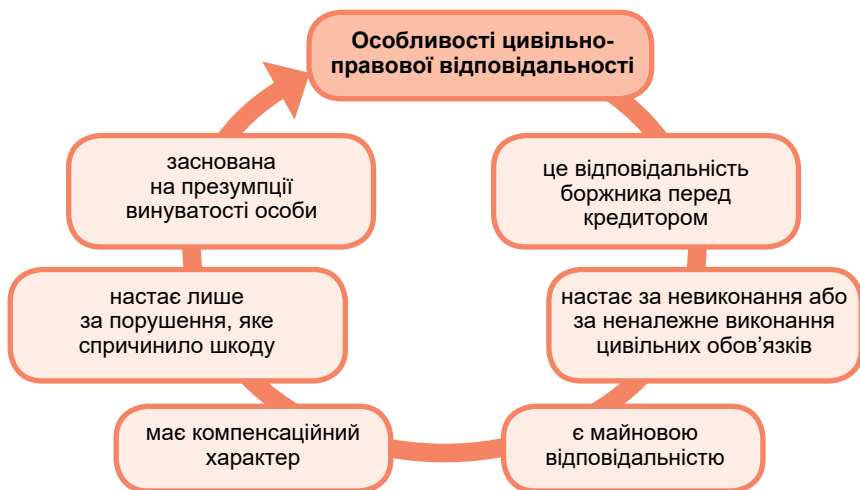 Особливості цивільно-
правової відповідальності
це відповідальність
боржника перед
кредитором
настає за невиконання або
за неналежне виконання
цивільних обов’язків
є майновою
відповідальністю
має компенсаційний
характер
настає лише
за порушення, яке
спричинило шкоду
заснована
на презумпції
винуватості особи